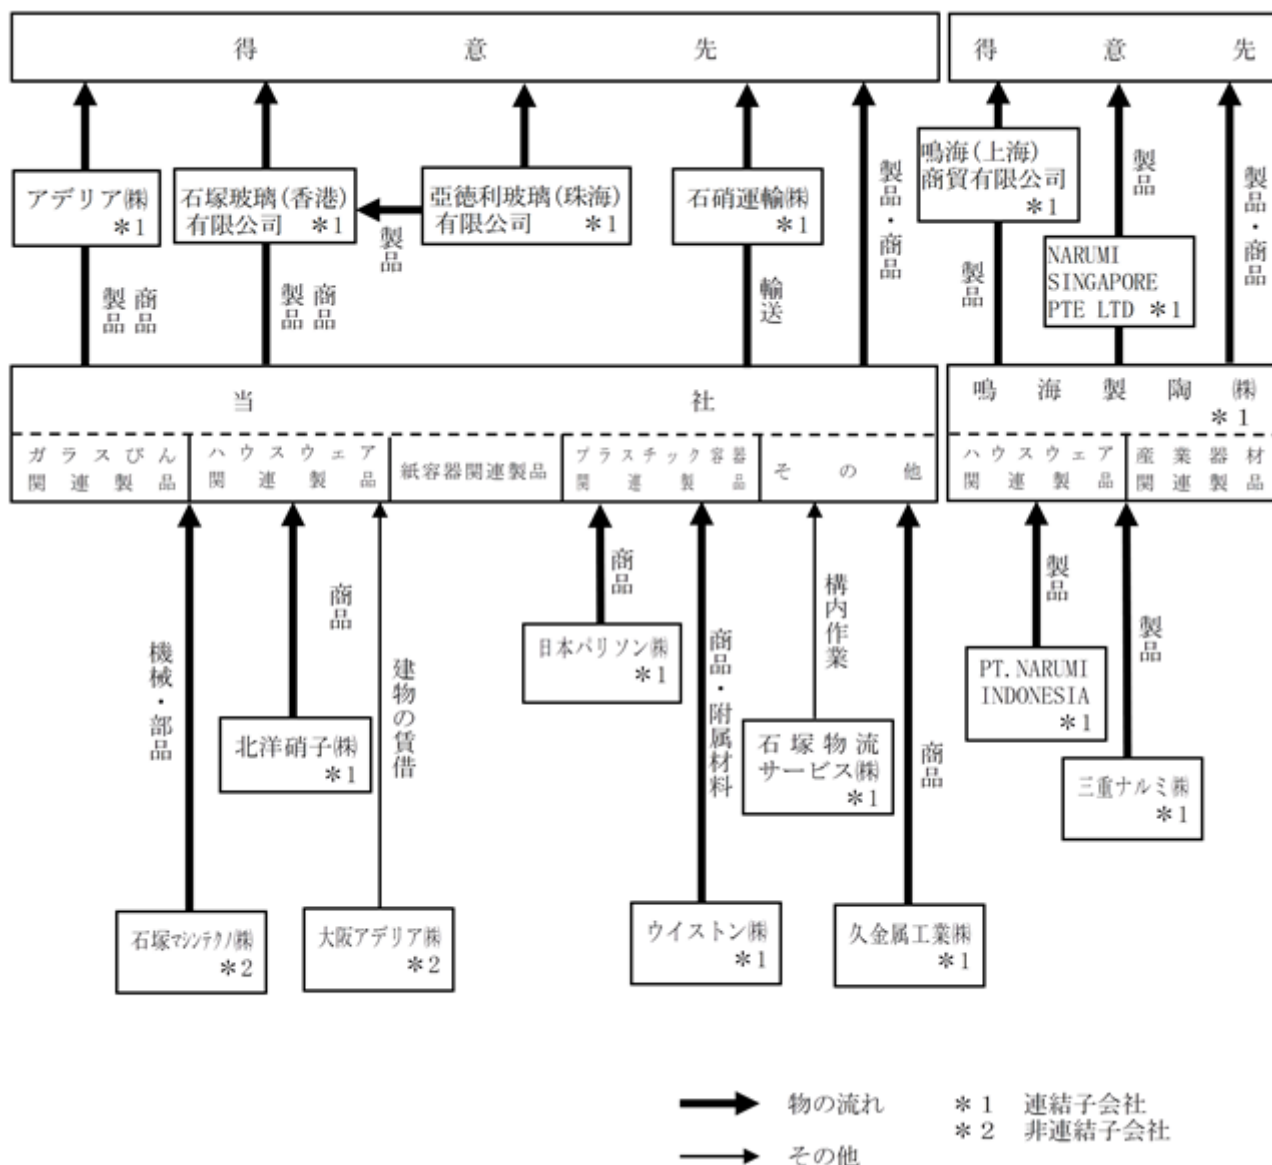 得意先
得意先
アデリア㈱
＊1
石塚玻璃(香港)
有限公司 ＊1
亞徳利玻璃(珠海)
有限公司 ＊1
石硝運輸㈱
＊1
鳴海(上海)
商貿有限公司
＊1
NARUMI
SINGAPORE
PTE LTD ＊1
製品
商品
製品
商品
製品
製品
輸送
製品・商品
製品
製品
製品・商品
当社
ガラスびん
関連製品
ハウスウェア
関連製品
紙容器関連製品
プラスチック容器
関連製品
その他
鳴海製陶㈱
＊1
ハウスウェア
関連製品
産業器材
関連製品
機械・部品
商品
建物の賃借
商品
商品・附属材料
構内作業
商品
製品
製品
日本パリソン㈱
＊1
PT.NARUMI
INDONESIA
＊1
北洋硝子㈱
＊1
石塚物流
サービス㈱
＊1
三重ナルミ㈱
＊1
石塚マシンテクノ㈱
＊2
大阪アデリア㈱
＊2
ウイストン㈱
＊1
久金属工業㈱
＊1
物の流れ
その他
＊1 連結子会社
＊2 非連結子会社